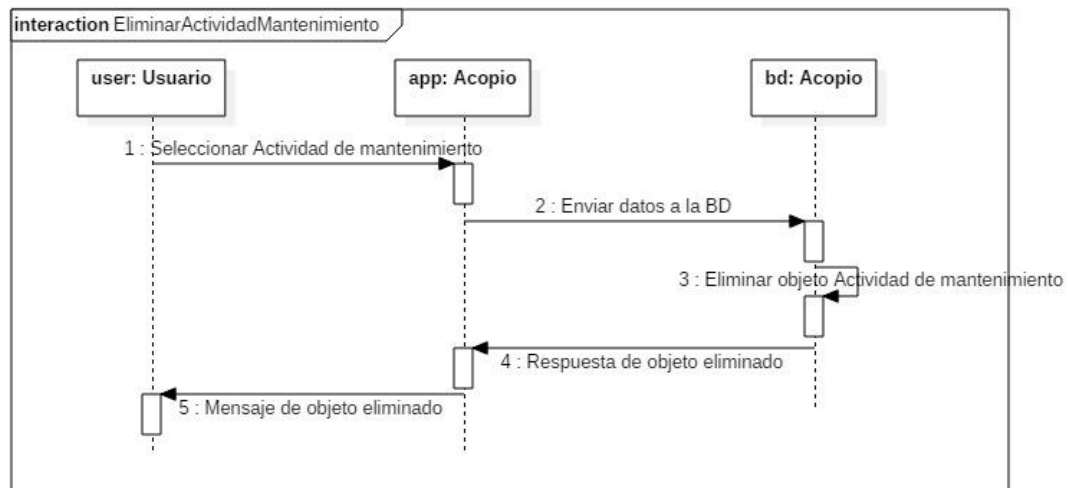 interaction EliminarActividadMantenimiento
user: Usuario
app: Acopio
bd: Acopio
1 : Seleccionar Actividad de mantenimiento
2 : Enviar datos a la BD
3 : Eliminar objeto Actividad de mantenimiento
4 : Respuesta de objeto eliminado
5 : Mensaje de objeto eliminado